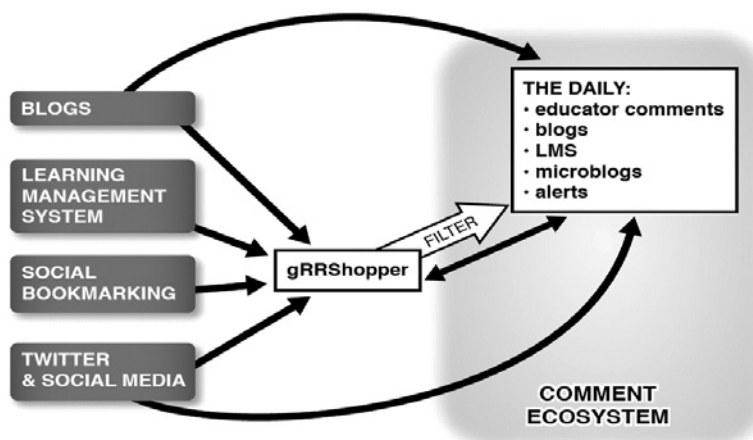 BLOGS
LEARNING
MANAGEMENT
SYSTEM
SOCIAL
BOOKMARKING
TWITTER
& SOCIAL MEDIA
gRRShopper
FILTER
THE DAILY:
· educator comments
· blogs
· LMS
· microblogs
· alerts
COMMENT
ECOSYSTEM